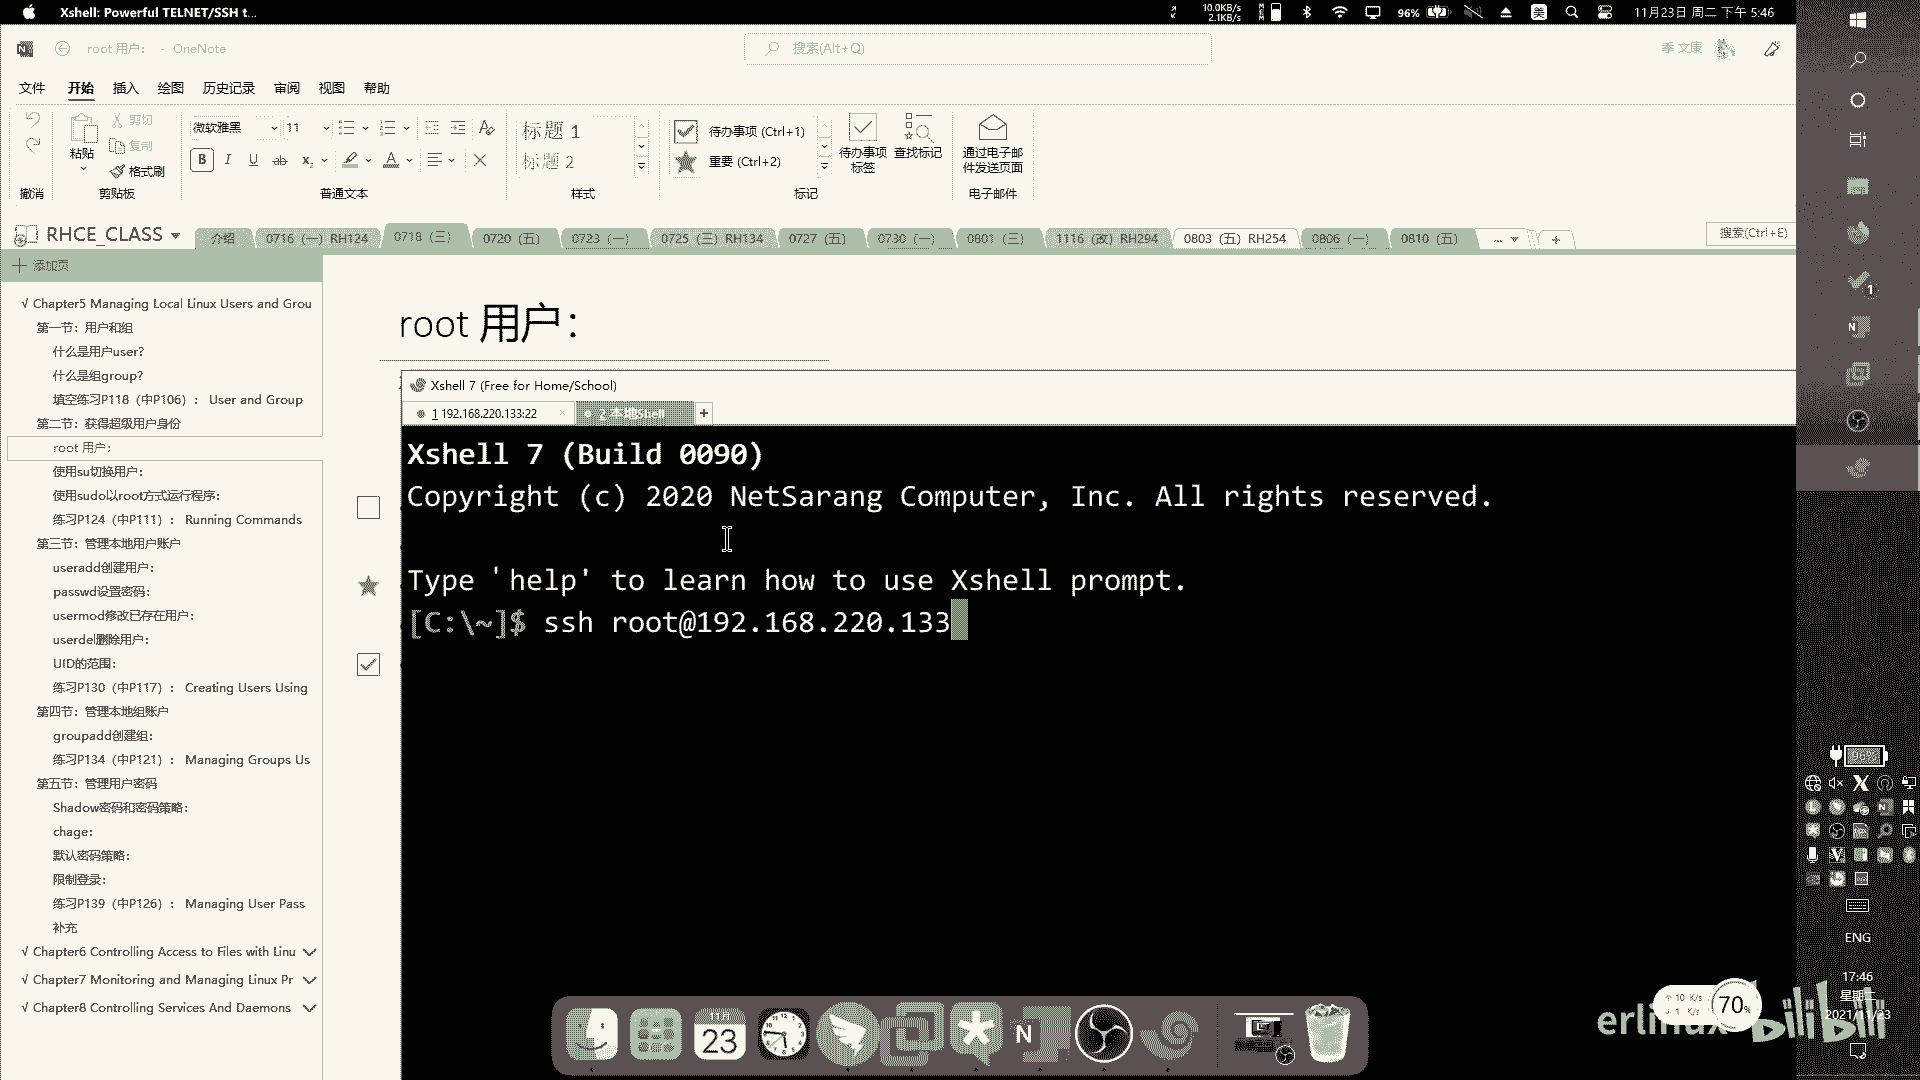 Xshell: Powerful TELNET/SSH t...
10.0KB/s
2.1KB/s
96%
美
11月23日 周二 下午 5:46
root 用户: - OneNote
搜索(Alt+Q)
季 文康
文件 开始 插入 绘图 历史记录 审阅 视图 帮助
撤消
粘贴
剪切
复制
格式刷
剪贴板
微软雅黑 11
B I U ab x₂ A
普通文本
标题 1
标题 2
样式
待办事项 (Ctrl+1)
重要 (Ctrl+2)
待办事项
标签
查找标记
标记
通过电子邮
件发送页面
电子邮件
RHCE_CLASS
介绍
0716（一）RH124
0718（三）
0720（五）
0723（一）
0725（三）RH134
0727（五）
0730（一）
0801（三）
1116（改）RH294
0803（五）RH254
0806（一）
0810（五）
...
搜索(Ctrl+E)
添加页
√ Chapter5 Managing Local Linux Users and Grou
第一节：用户和组
什么是用户user?
什么是组group?
填空练习P118（中P106）： User and Group
第二节：获得超级用户身份
root 用户:
使用su切换用户:
使用sudo以root方式运行程序:
练习P124（中P111）： Running Commands
第三节：管理本地用户账户
useradd创建用户:
passwd设置密码:
usermod修改已存在用户:
userdel删除用户:
UID的范围:
练习P130（中P117）： Creating Users Using
第四节：管理本地组账户
groupadd创建组:
练习P134（中P121）： Managing Groups Us
第五节：管理用户密码
Shadow密码和密码策略:
chage:
默认密码策略:
限制登录:
练习P139（中P126）： Managing User Pass
补充
√ Chapter6 Controlling Access to Files with Linu
√ Chapter7 Monitoring and Managing Linux Pr
√ Chapter8 Controlling Services And Daemons
root 用户:
Xshell 7 (Free for Home/School)
1 192.168.220.133:22
2 本地Shell
Xshell 7 (Build 0090)
Copyright (c) 2020 NetSarang Computer, Inc. All rights reserved.
Type 'help' to learn how to use Xshell prompt.
[C:\~]$ ssh root@192.168.220.133
11月
23
1
96%
ENG
17:46
星期二
2021/11/23
↑ 10 K/s
↓ 1 K/s
70%
erlinux
bilibili